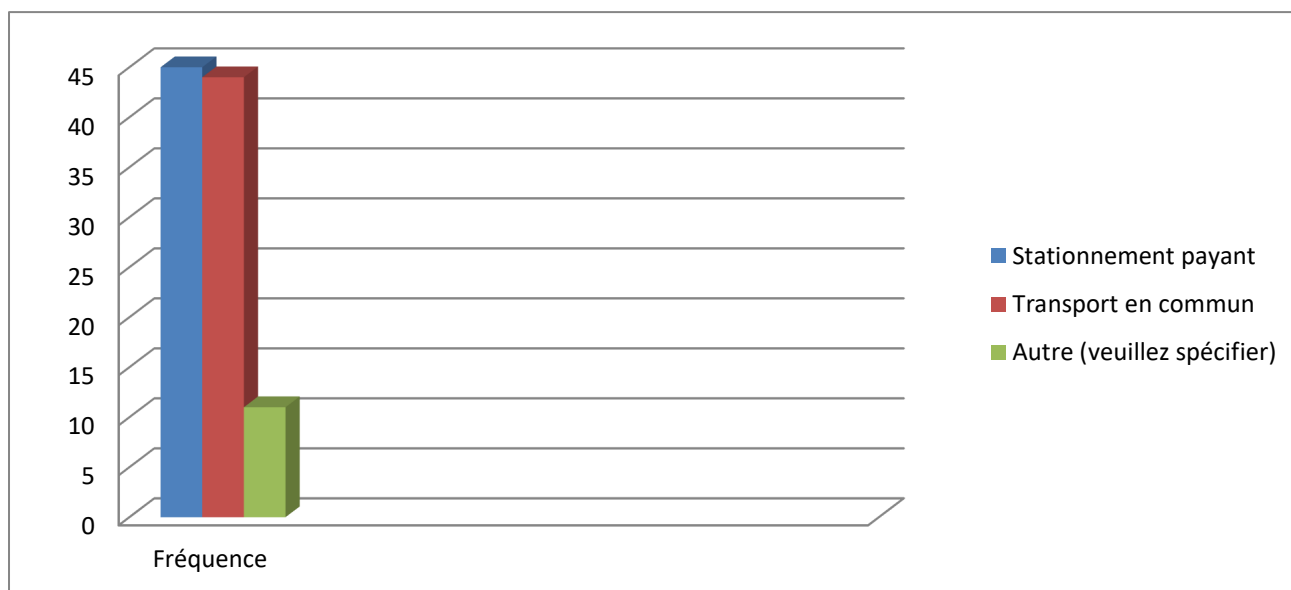 45
40
35
30
25
20
15
10
5
0
Fréquence
Stationnement payant
Transport en commun
Autre (veuillez spécifier)